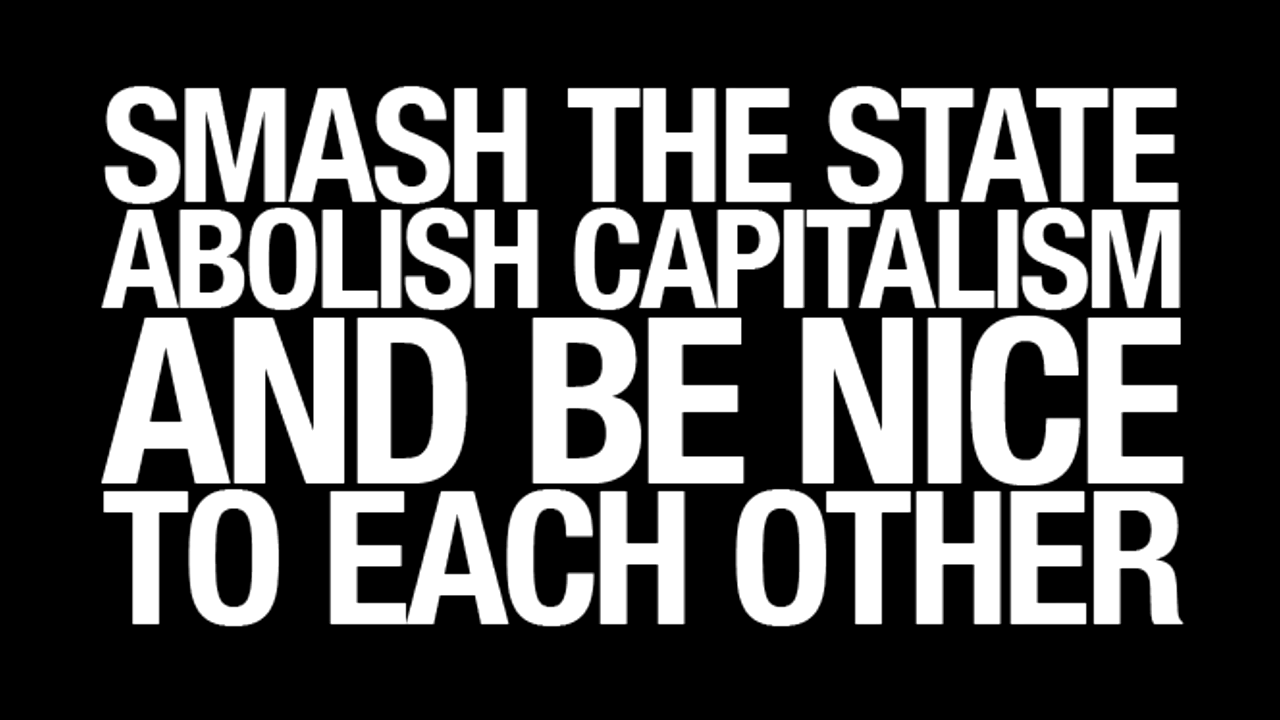 SMASH THE STATE
ABOLISH CAPITALISM
AND BE NICE
TO EACH OTHER